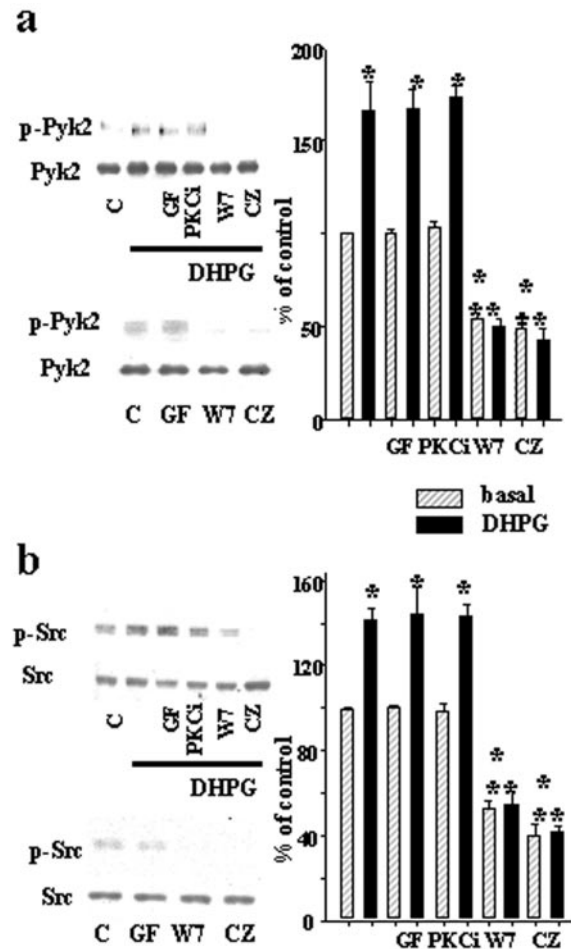 a
p-Pyk2
Pyk2
C GF PKCi W7 CZ
DHPG
p-Pyk2
Pyk2
C GF W7 CZ
% of control
200
150
50
0
* * * * ** * **
GF PKCi W7 CZ
basal
DHPG
b
p-Src
Src
C GF PKCi W7 CZ
DHPG
p-Src
Src
C GF W7 CZ
% of control
160
120
80
40
0
* * * * ** * **
GF PKCi W7 CZ